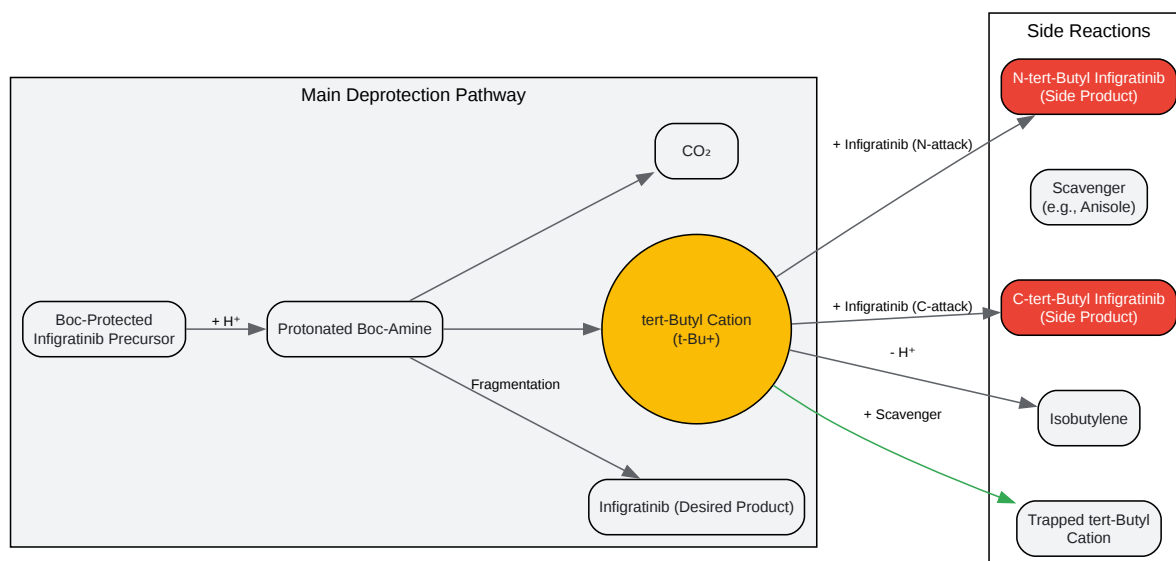 Main Deprotection Pathway
Boc-Protected
Infigratinib Precursor
+ H⁺
Protonated Boc-Amine
CO₂
tert-Butyl Cation
(t-Bu+)
Fragmentation
Infigratinib (Desired Product)
+ Infigratinib (N-attack)
+ Infigratinib (C-attack)
- H⁺
+ Scavenger
Side Reactions
N-tert-Butyl Infigratinib
(Side Product)
Scavenger
(e.g., Anisole)
C-tert-Butyl Infigratinib
(Side Product)
Isobutylene
Trapped tert-Butyl
Cation